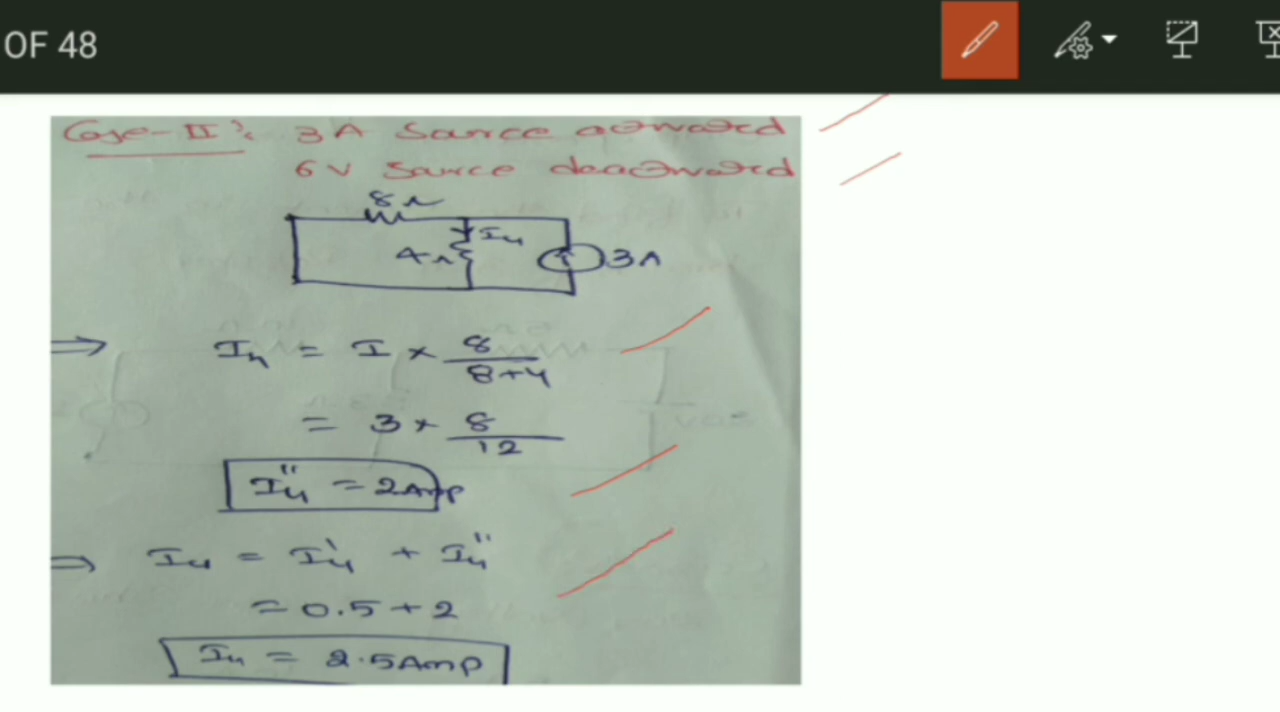 OF 48
Case-II: 3A Source activated
6V Source deactivated
8Ω
I4
4Ω
3A
⇒ I4 = I × 8/(8+4)
= 3 × 8/12
I4'' = 2Amp
⇒ I4 = I4' + I4''
= 0.5 + 2
I4 = 2.5Amp